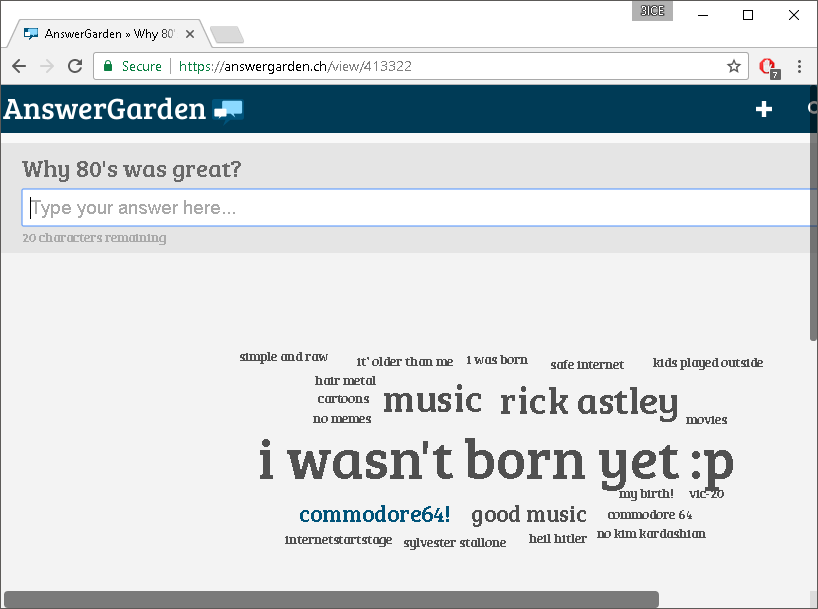 3ICE
AnswerGarden » Why 80'
Secure https://answergarden.ch/view/413322
7
AnswerGarden
Why 80's was great?
Type your answer here...
20 characters remaining
simple and raw it' older than me i was born safe internet kids played outside
hair metal
cartoons music rick astley
no memes movies
i wasn't born yet :p
my birth! vic-20
commodore64! good music commodore 64
internetstartstage sylvester stallone heil hitler no kim kardashian